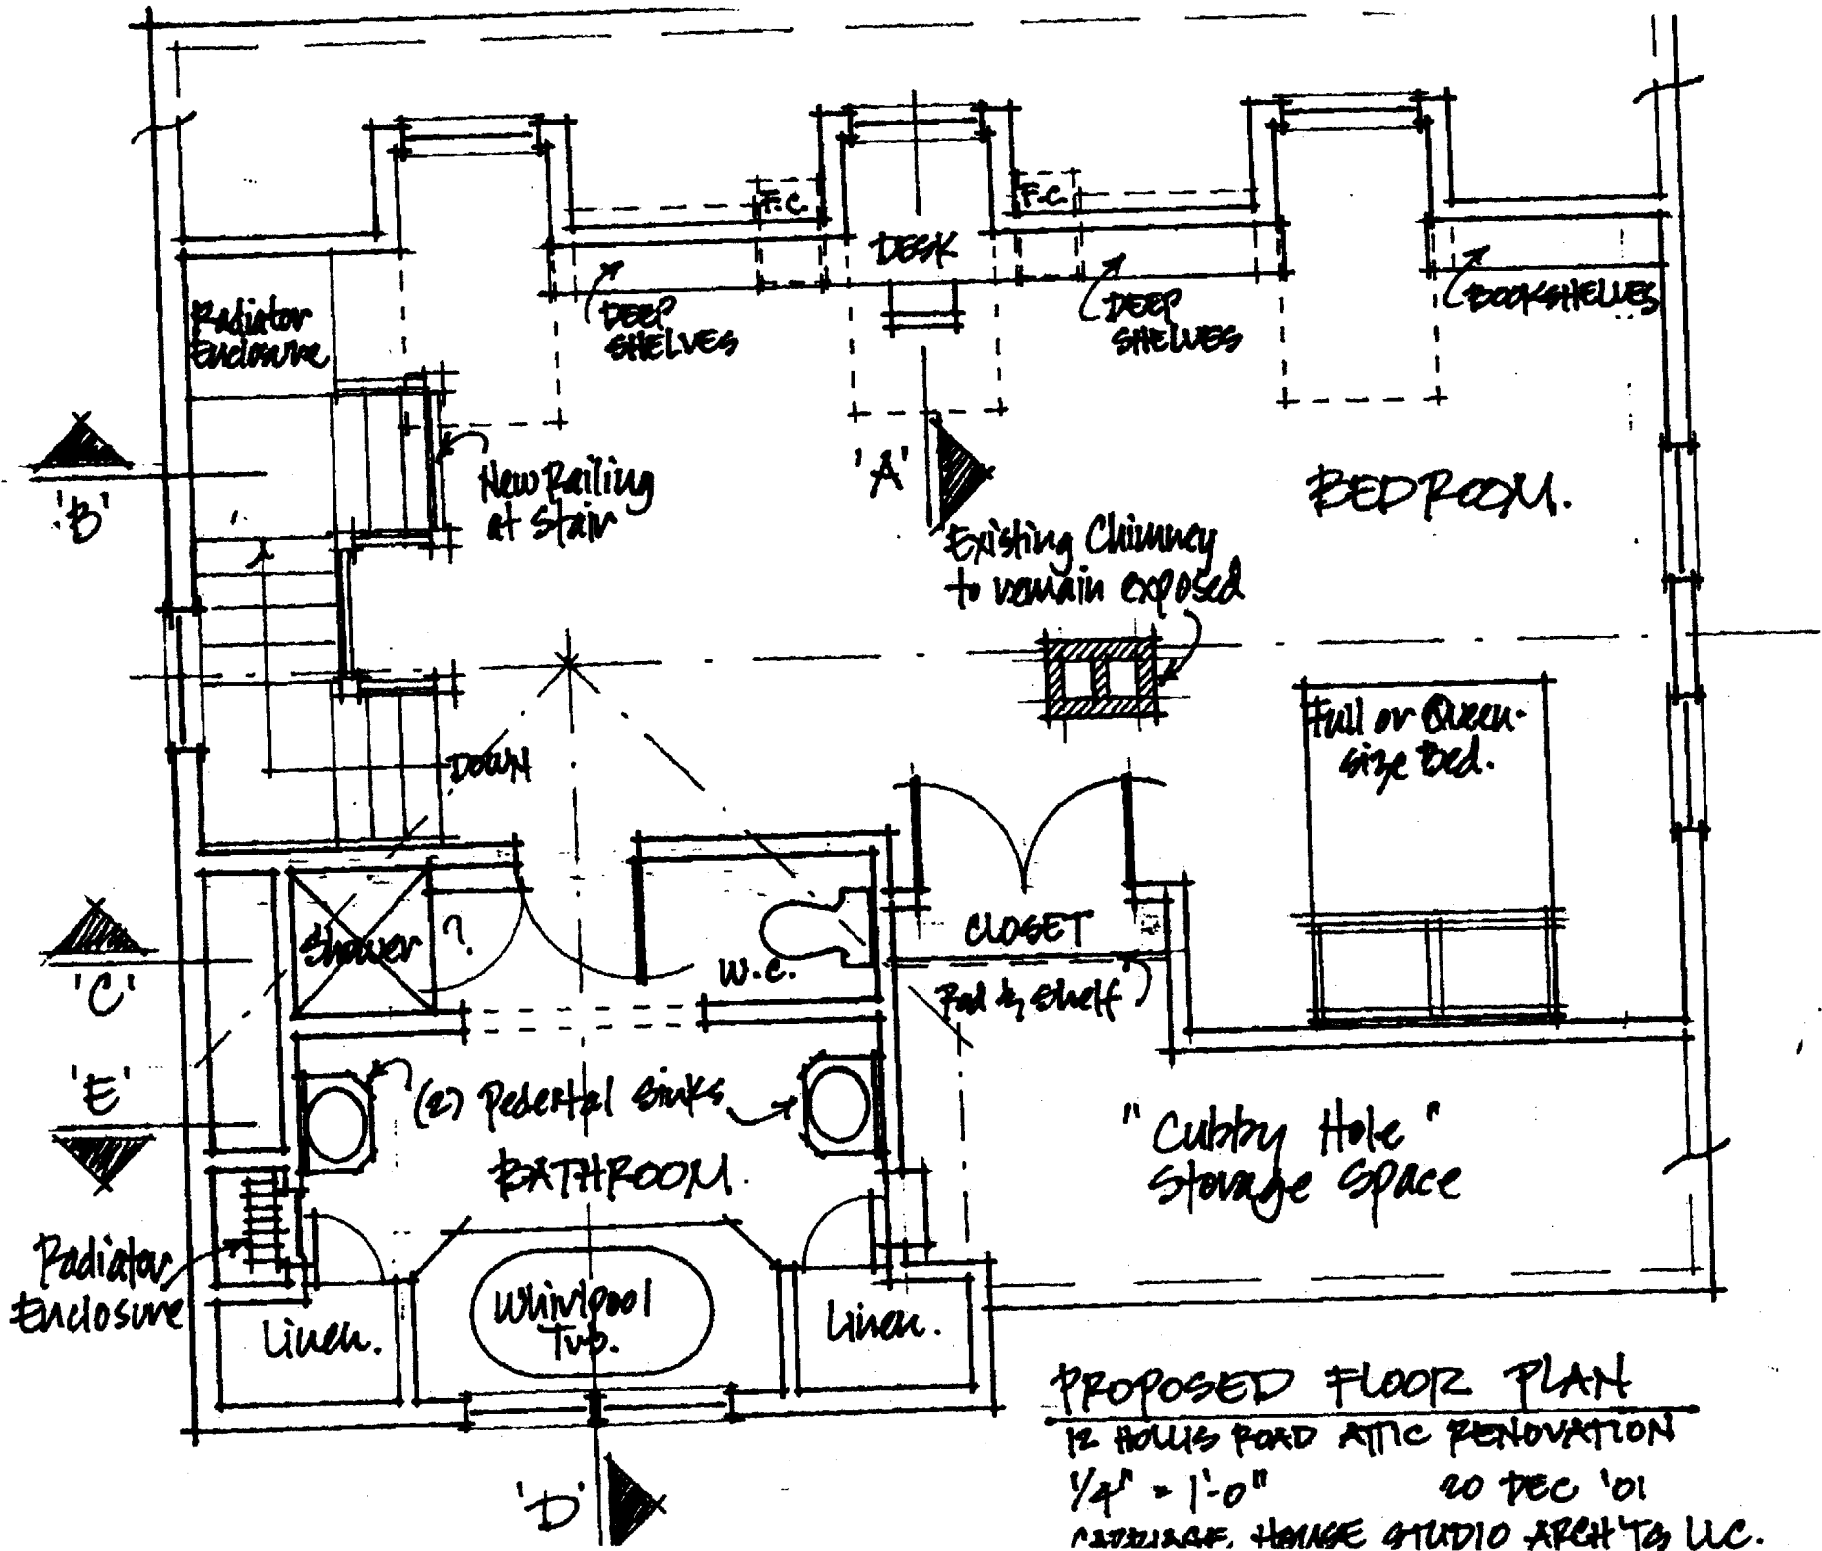 F.C.
F.C.
DESK
Radiator
Enclosure
DEEP
SHELVES
DEEP
SHELVES
BOOKSHELVES
'B'
New Railing
at Stair
'A'
BEDROOM.
Existing Chimney
to remain exposed
Full or Queen-
size Bed.
DOWN
Shower
?
W.C.
CLOSET
Rod & Shelf
'C'
'E'
(2) Pedestal Sinks
BATHROOM.
"Cubby Hole"
Storage Space
Radiator
Enclosure
Linen.
Whirlpool
Tub.
Linen.
'D'
PROPOSED FLOOR PLAN
12 HOLLIS ROAD ATTIC RENOVATION
1/4" = 1'-0" 20 DEC '01
CARRIAGE HOUSE STUDIO ARCH'TS LLC.